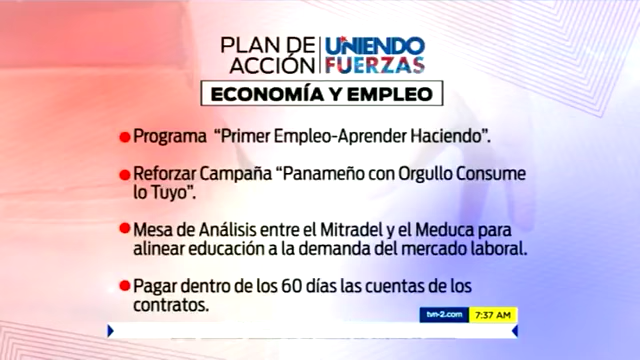 PLAN DE ACCIÓN
UNIENDO FUERZAS
ECONOMÍA Y EMPLEO
Programa “Primer Empleo-Aprender Haciendo”.
Reforzar Campaña “Panameño con Orgullo Consume
lo Tuyo”.
Mesa de Análisis entre el Mitradel y el Meduca para
alinear educación a la demanda del mercado laboral.
Pagar dentro de los 60 días las cuentas de los
contratos.
tvn-2.com 7:37 AM